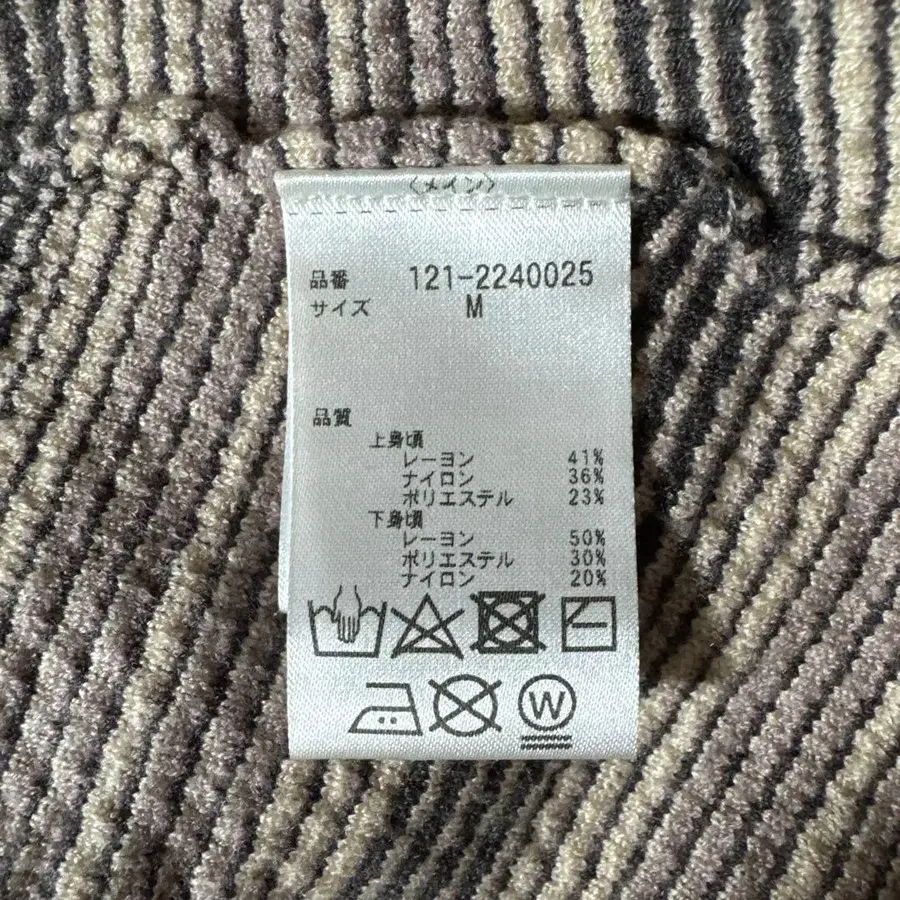 〈メイン〉
品番 121-2240025
サイズ M
品質
上身頃
レーヨン 41%
ナイロン 36%
ポリエステル 23%
下身頃
レーヨン 50%
ポリエステル 30%
ナイロン 20%
W